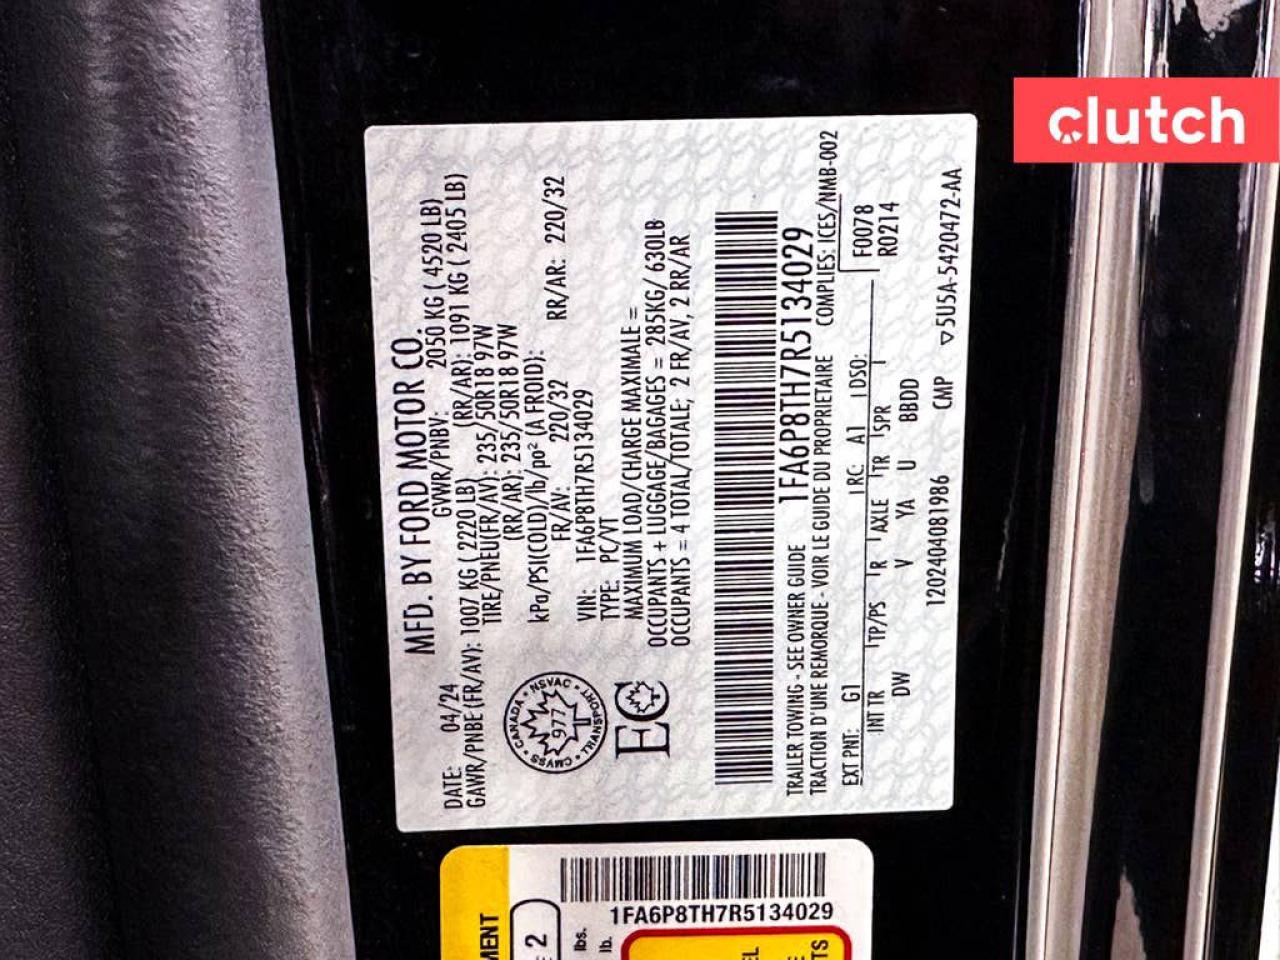 clutch
MFD. BY FORD MOTOR CO.
DATE: 04/24 GVWR/PNBV: 2050 KG ( 4520 LB)
GAWR/PNBE(FR/AV): 1007 KG ( 2220 LB) (RR/AR): 1091 KG ( 2405 LB)
TIRE/PNEU(FR/AV): 235/50R18 97W
(RR/AR): 235/50R18 97W
kPa/PSI(COLD)/lb/po² (A FROID):
FR/AV: 220/32 RR/AR: 220/32
VIN: 1FA6P8TH7R5134029
TYPE: PC/VT
MAXIMUM LOAD/CHARGE MAXIMALE =
OCCUPANTS + LUGGAGE/BAGAGES = 285KG/ 630LB
OCCUPANTS = 4 TOTAL/TOTALE; 2 FR/AV, 2 RR/AR
CANADA • NSVAC • TRANSPORT • CMVSS
977
EC
1FA6P8TH7R5134029
TRAILER TOWING - SEE OWNER GUIDE
TRACTION D'UNE REMORQUE - VOIR LE GUIDE DU PROPRIETAIRE COMPLIES: ICES/NMB-002
EXT PNT: G1 RC: A1 DSO: F0078
R0214
INT TR TP/PS R AXLE TR SPR
DW V YA U BBDD
12024040819​86 CMP ▽5U5A-5420472-AA
1FA6P8TH7R5134029
MENT
2
lbs.
lb.